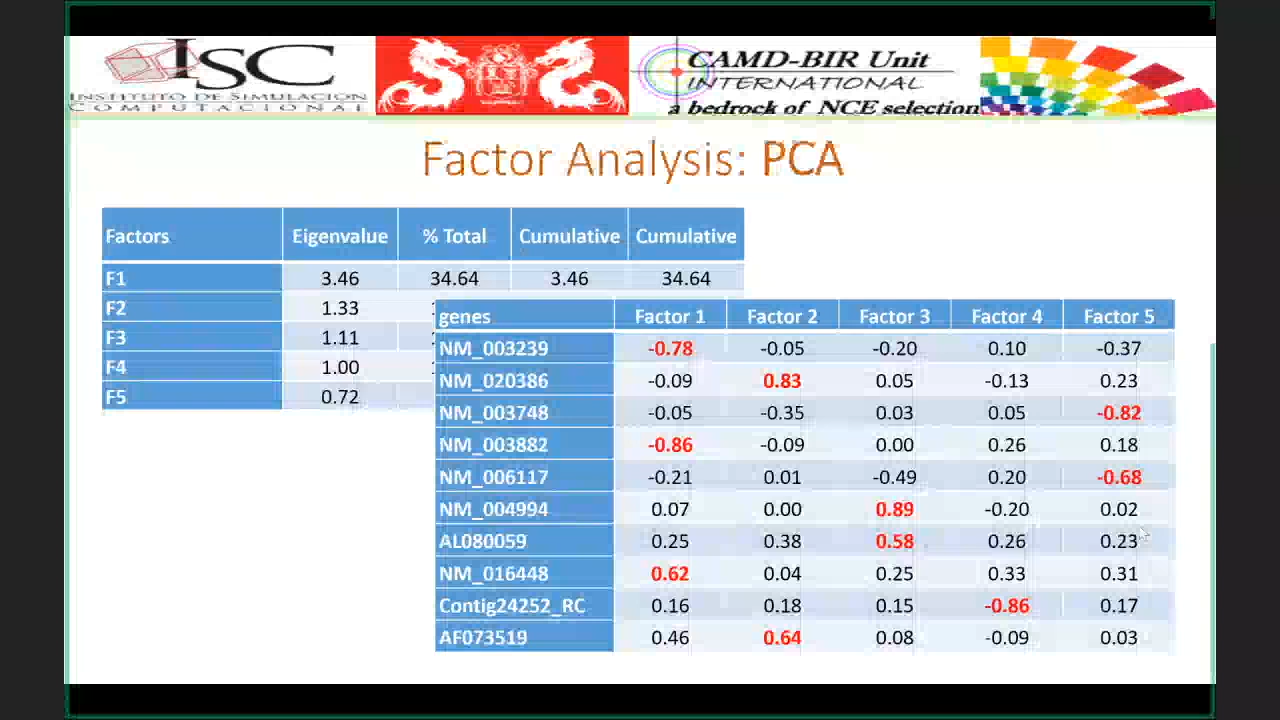 ISC
INSTITUTO DE SIMULACION
COMPUTACIONAL
CAMD-BIR Unit
INTERNATIONAL
a bedrock of NCE selection
Factor Analysis: PCA
Factors Eigenvalue % Total Cumulative Cumulative
F1 3.46 34.64 3.46 34.64
F2 1.33
F3 1.11
F4 1.00
F5 0.72
genes Factor 1 Factor 2 Factor 3 Factor 4 Factor 5
NM_003239 -0.78 -0.05 -0.20 0.10 -0.37
NM_020386 -0.09 0.83 0.05 -0.13 0.23
NM_003748 -0.05 -0.35 0.03 0.05 -0.82
NM_003882 -0.86 -0.09 0.00 0.26 0.18
NM_006117 -0.21 0.01 -0.49 0.20 -0.68
NM_004994 0.07 0.00 0.89 -0.20 0.02
AL080059 0.25 0.38 0.58 0.26 0.23
NM_016448 0.62 0.04 0.25 0.33 0.31
Contig24252_RC 0.16 0.18 0.15 -0.86 0.17
AF073519 0.46 0.64 0.08 -0.09 0.03